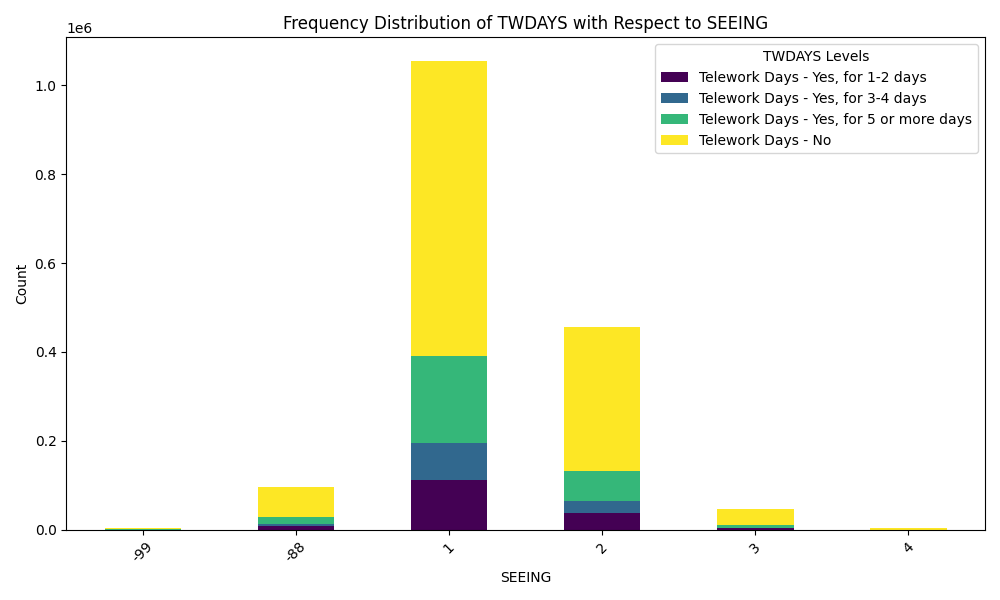 Frequency Distribution of TWDAYS with Respect to SEEING
1e6
TWDAYS Levels
Telework Days - Yes, for 1-2 days
Telework Days - Yes, for 3-4 days
Telework Days - Yes, for 5 or more days
Telework Days - No
1.0
0.8
0.6
0.4
0.2
0.0
Count
-99
-88
1
2
3
4
SEEING